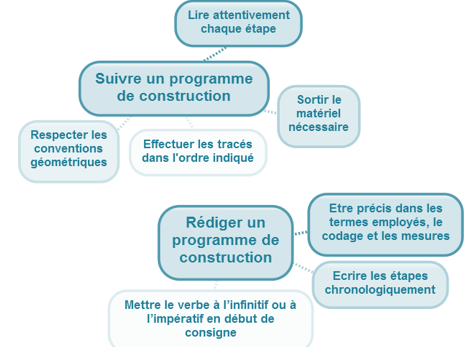 Lire attentivement
chaque étape
Suivre un programme
de construction
Sortir le
matériel
nécessaire
Respecter les
conventions
géométriques
Effectuer les tracés
dans l'ordre indiqué
Rédiger un
programme de
construction
Etre précis dans les
termes employés, le
codage et les mesures
Ecrire les étapes
chronologiquement
Mettre le verbe à l’infinitif ou à
l’impératif en début de
consigne